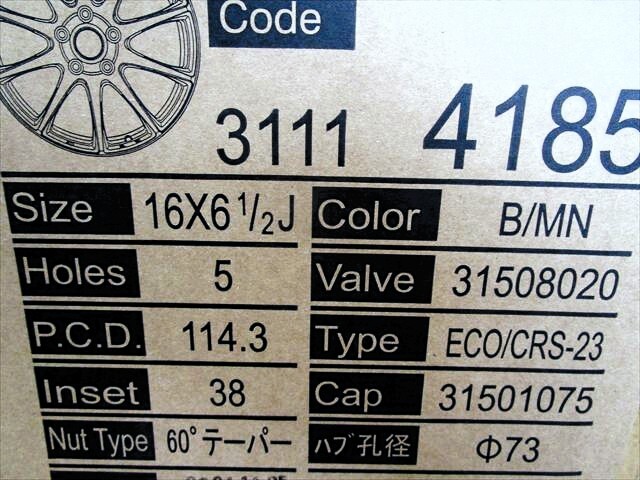 Code
3111 4185
Size 16X6 1/2J Color B/MN
Holes 5 Valve 31508020
P.C.D. 114.3 Type ECO/CRS-23
Inset 38 Cap 31501075
Nut Type 60°テーパー ハブ孔径 Φ73